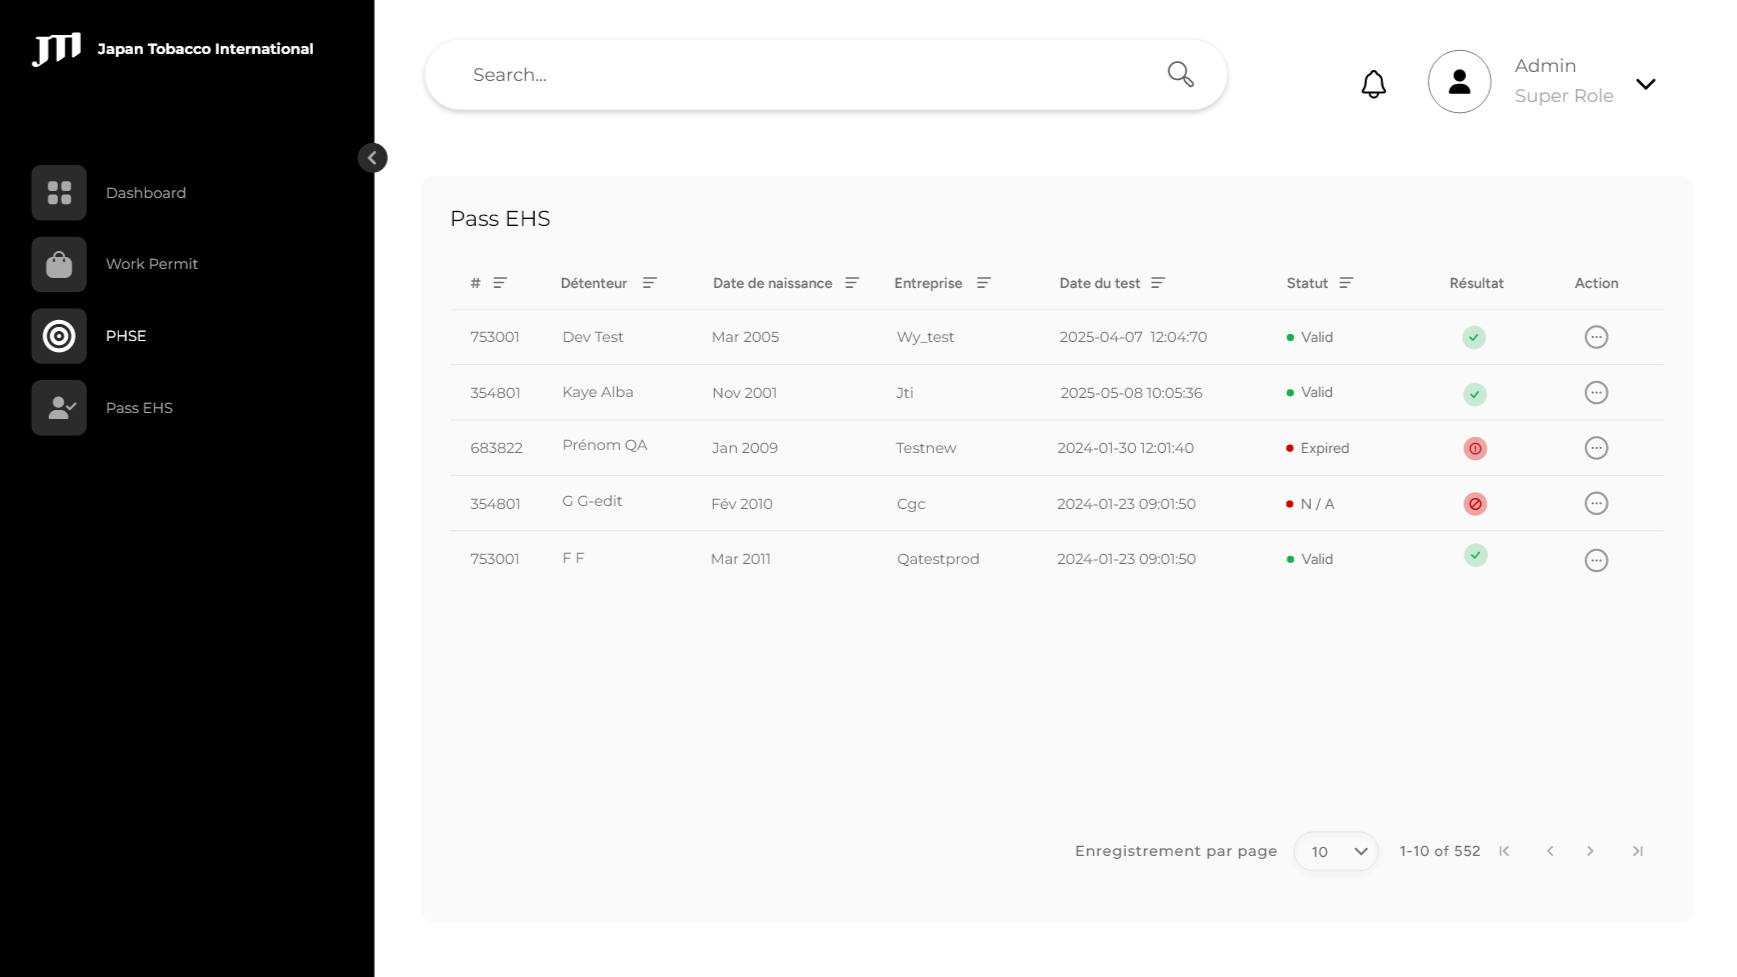 JTI Japan Tobacco International
Search...
Admin
Super Role
Dashboard
Work Permit
PHSE
Pass EHS
Pass EHS
# Détenteur Date de naissance Entreprise Date du test Statut Résultat Action
753001 Dev Test Mar 2005 Wy_test 2025-04-07 12:04:70 Valid
354801 Kaye Alba Nov 2001 Jti 2025-05-08 10:05:36 Valid
683822 Prénom QA Jan 2009 Testnew 2024-01-30 12:01:40 Expired
354801 G G-edit Fév 2010 Cgc 2024-01-23 09:01:50 N / A
753001 F F Mar 2011 Qatestprod 2024-01-23 09:01:50 Valid
Enregistrement par page 10 1-10 of 552